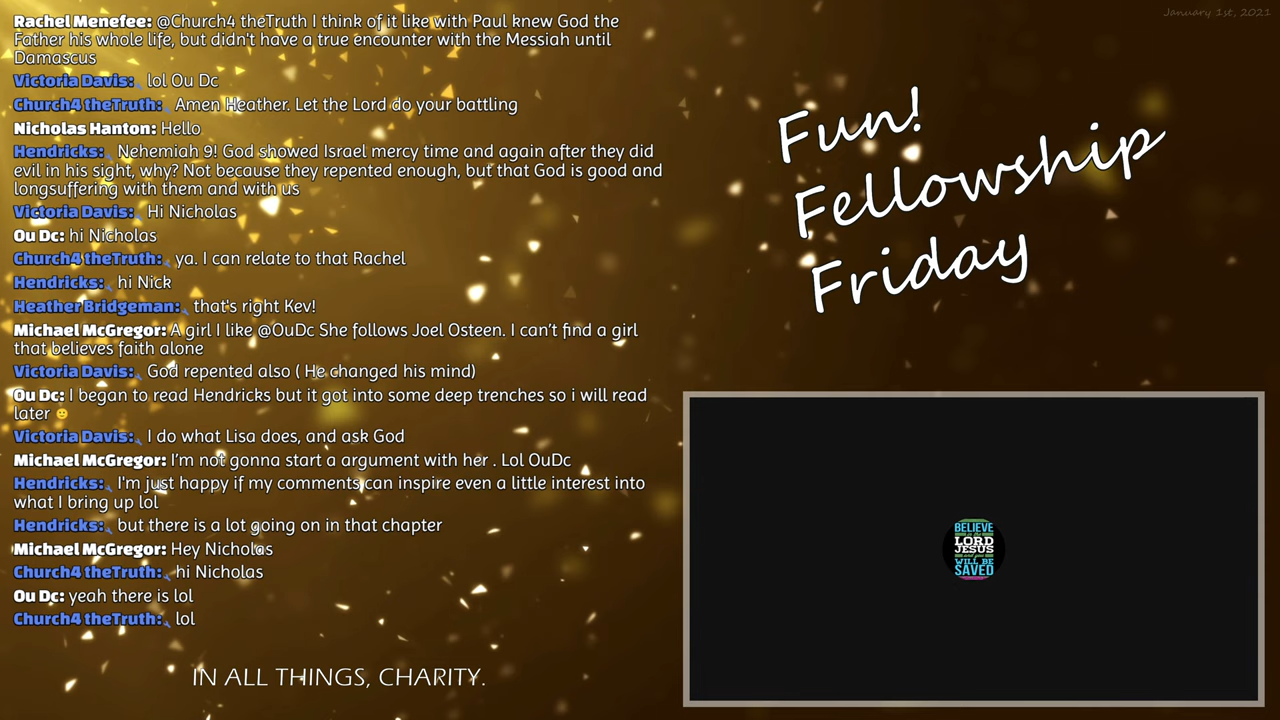 Rachel Menefee: @Church4 theTruth I think of it like with Paul knew God the
Father his whole life, but didn't have a true encounter with the Messiah until
Damascus
Victoria Davis: lol Ou Dc
Church4 theTruth: Amen Heather. Let the Lord do your battling
Nicholas Hanton: Hello
Hendricks: Nehemiah 9! God showed Israel mercy time and again after they did
evil in his sight, why? Not because they repented enough, but that God is good and
longsuffering with them and with us
Victoria Davis: Hi Nicholas
Ou Dc: hi Nicholas
Church4 theTruth: ya. I can relate to that Rachel
Hendricks: hi Nick
Heather Bridgeman: that's right Kev!
Michael McGregor: A girl I like @OuDc She follows Joel Osteen. I can’t find a girl
that believes faith alone
Victoria Davis: God repented also ( He changed his mind)
Ou Dc: I began to read Hendricks but it got into some deep trenches so i will read
later 🙂
Victoria Davis: I do what Lisa does, and ask God
Michael McGregor: I’m not gonna start a argument with her . Lol OuDc
Hendricks: I'm just happy if my comments can inspire even a little interest into
what I bring up lol
Hendricks: but there is a lot going on in that chapter
Michael McGregor: Hey Nicholas
Church4 theTruth: hi Nicholas
Ou Dc: yeah there is lol
Church4 theTruth: lol
IN ALL THINGS, CHARITY.
January 1st, 2021
Fun!
Fellowship
Friday
BELIEVE
LORD
JESUS
WILL BE
SAVED